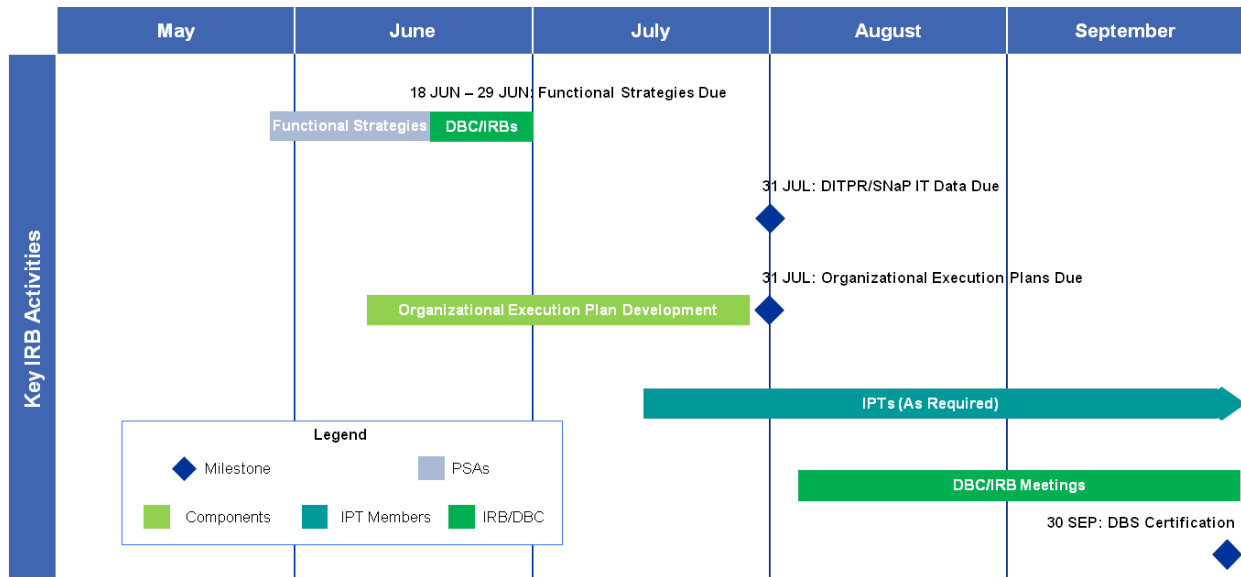 May
June
July
August
September
Key IRB Activities
18 JUN – 29 JUN: Functional Strategies Due
Functional Strategies
DBC/IRBs
31 JUL: DITPR/SNaP IT Data Due
31 JUL: Organizational Execution Plans Due
Organizational Execution Plan Development
IPTs (As Required)
Legend
Milestone
PSAs
Components
IPT Members
IRB/DBC
DBC/IRB Meetings
30 SEP: DBS Certification